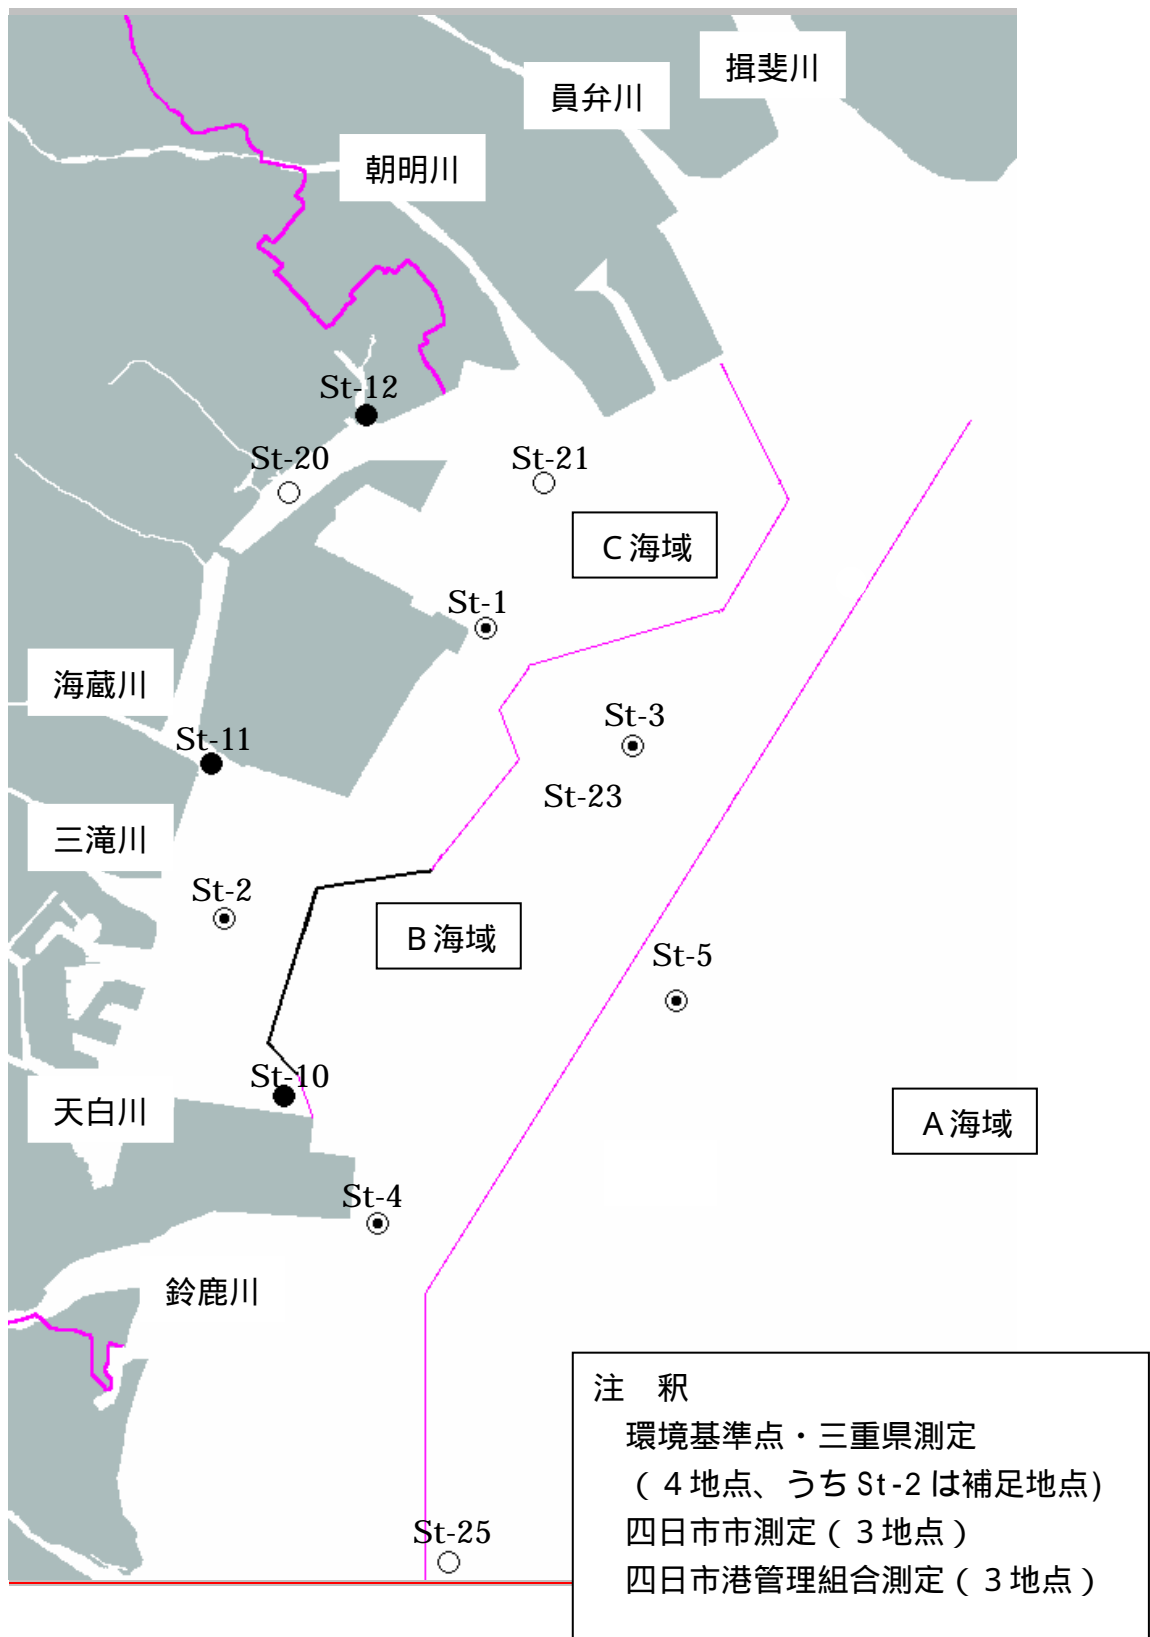 揖斐川
員弁川
朝明川
St-12
St-20
St-21
C海域
St-1
海蔵川
St-3
St-11
St-23
三滝川
St-2
B海域
St-5
St-10
天白川
A海域
St-4
鈴鹿川
注　釈
環境基準点・三重県測定
(４地点、うちSt-2は補足地点)
四日市市測定(３地点)
四日市港管理組合測定(３地点)
St-25